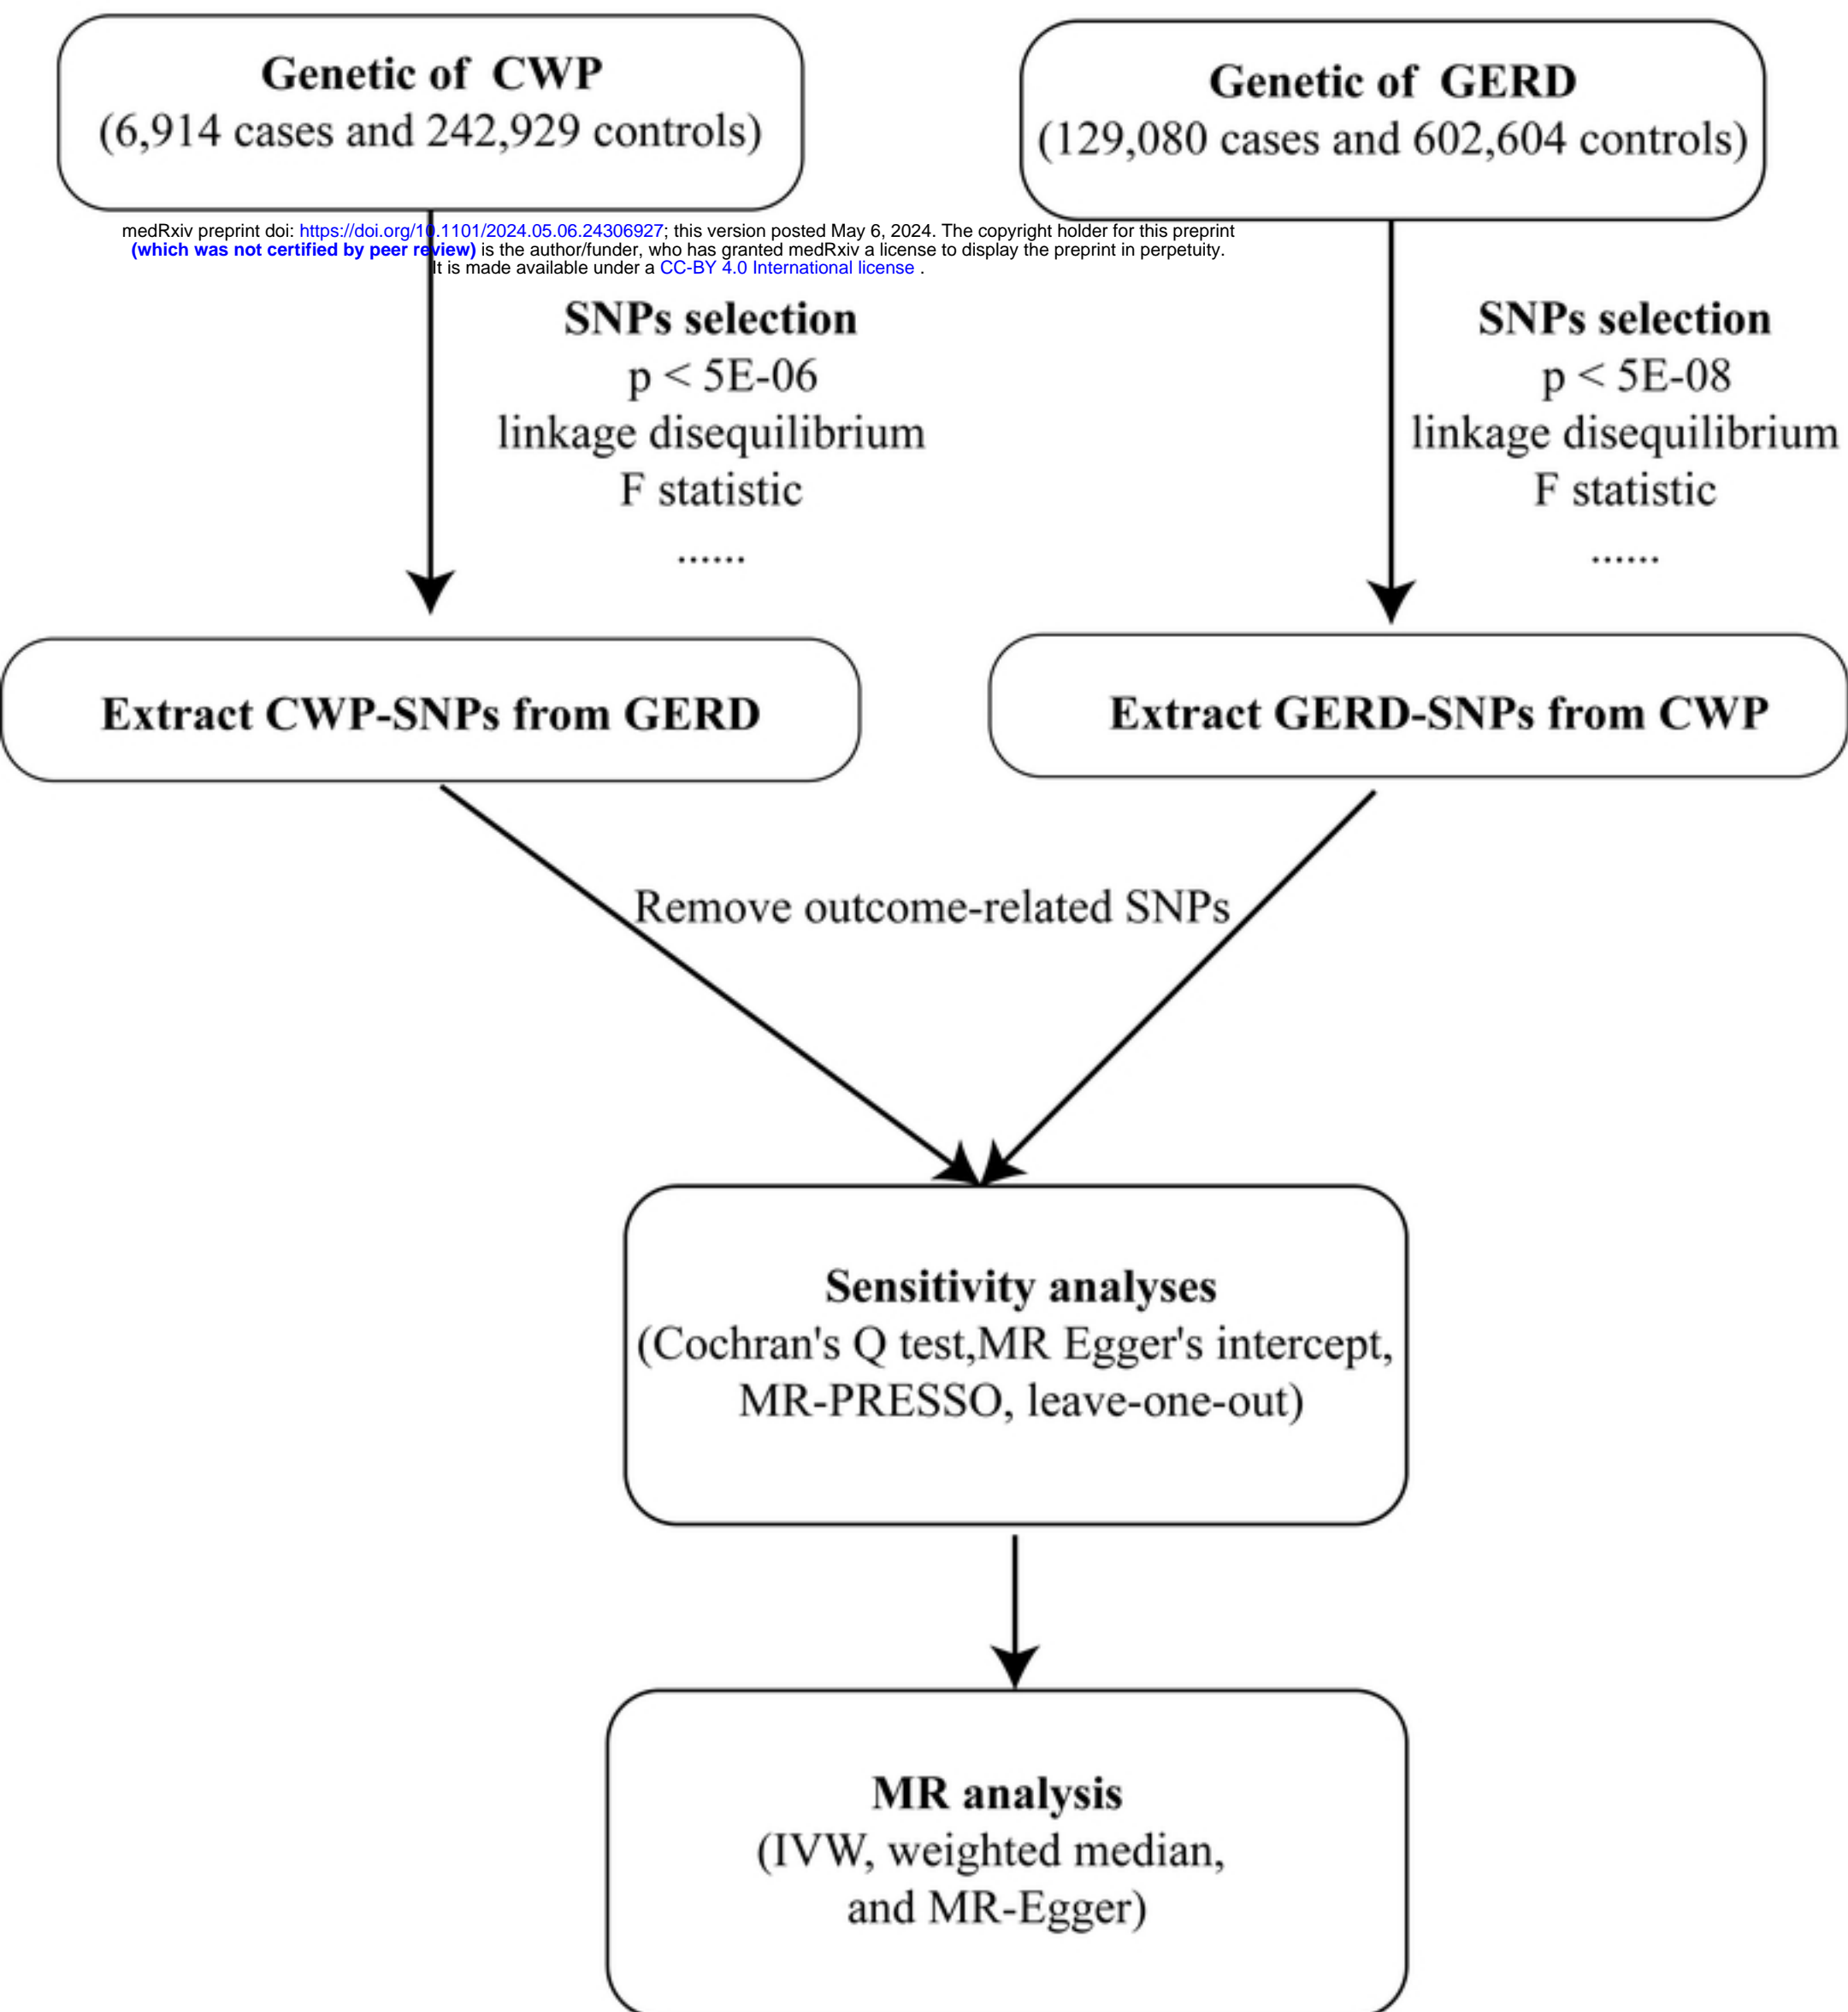 Genetic of CWP
(6,914 cases and 242,929 controls)
Genetic of GERD
(129,080 cases and 602,604 controls)
medRxiv preprint doi: https://doi.org/10.1101/2024.05.06.24306927; this version posted May 6, 2024. The copyright holder for this preprint
(which was not certified by peer review) is the author/funder, who has granted medRxiv a license to display the preprint in perpetuity.
It is made available under a CC-BY 4.0 International license .
SNPs selection
p < 5E-06
linkage disequilibrium
F statistic
......
SNPs selection
p < 5E-08
linkage disequilibrium
F statistic
......
Extract CWP-SNPs from GERD
Extract GERD-SNPs from CWP
Remove outcome-related SNPs
Sensitivity analyses
(Cochran's Q test,MR Egger's intercept,
MR-PRESSO, leave-one-out)
MR analysis
(IVW, weighted median,
and MR-Egger)